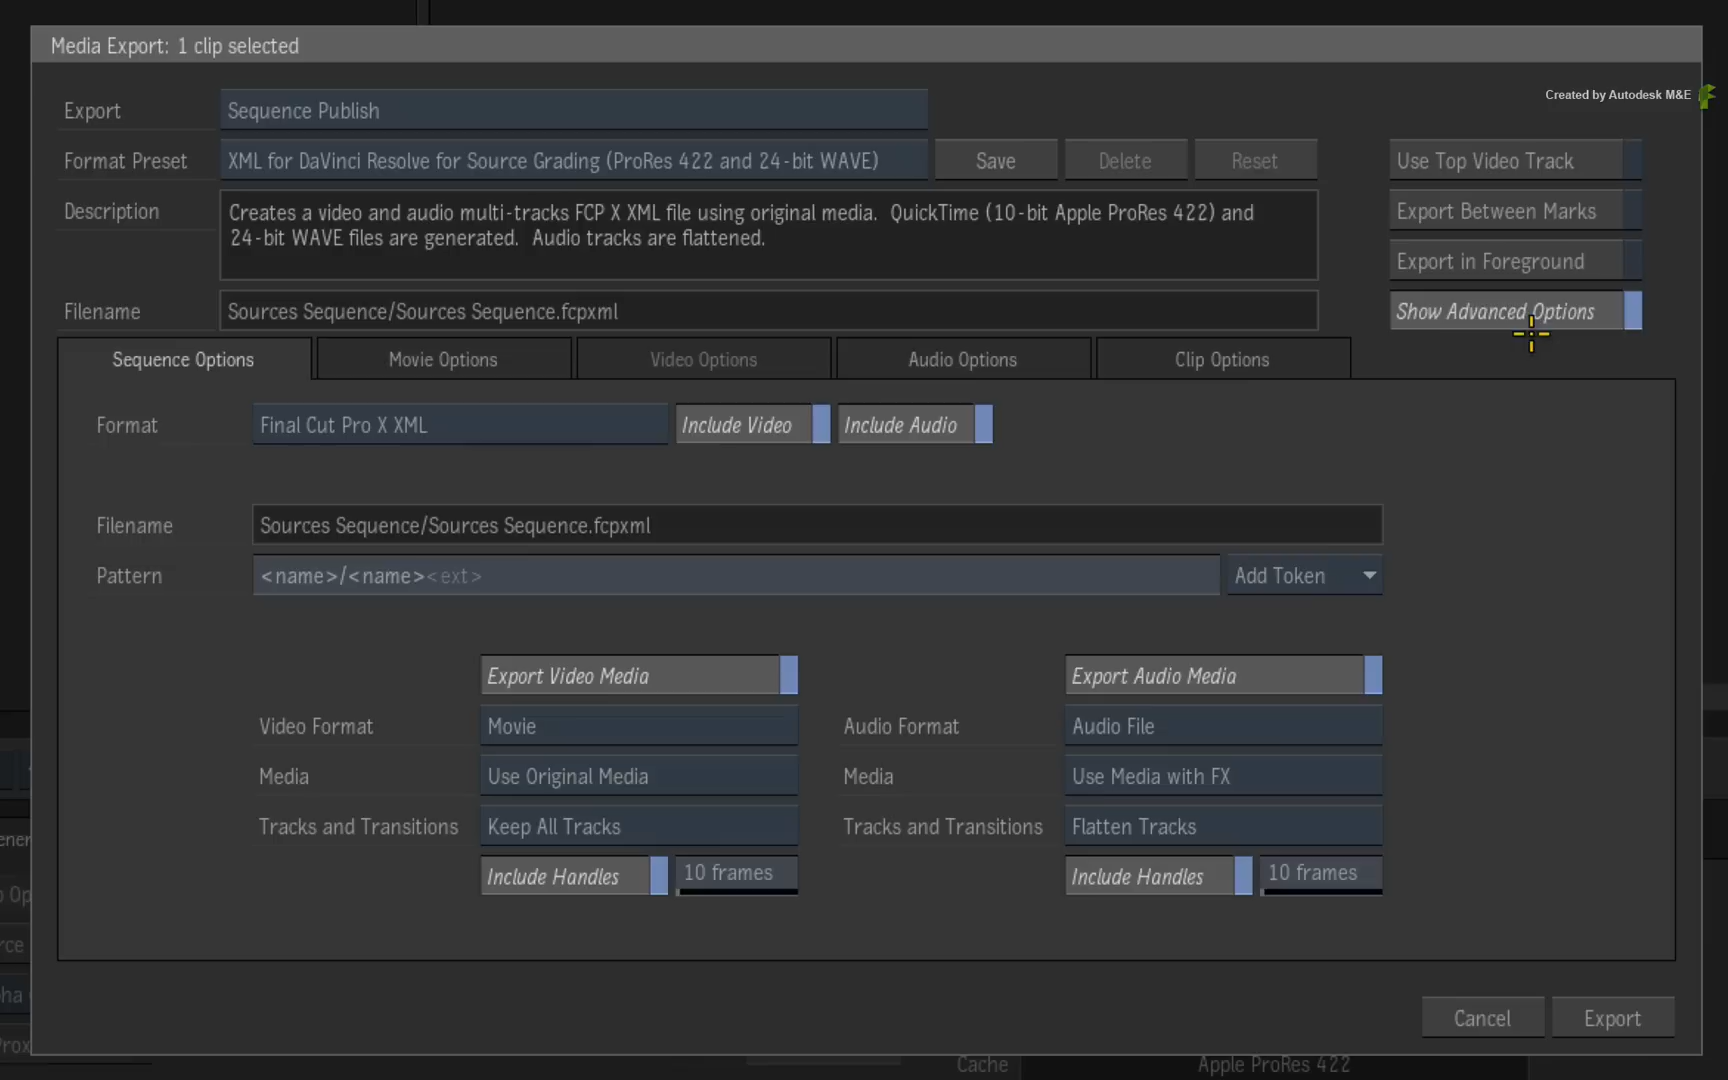 Media Export: 1 clip selected
Created by Autodesk M&E
Export Sequence Publish
Format Preset XML for DaVinci Resolve for Source Grading (ProRes 422 and 24-bit WAVE) Save Delete Reset Use Top Video Track
Description Creates a video and audio multi-tracks FCP X XML file using original media. QuickTime (10-bit Apple ProRes 422) and Export Between Marks
24-bit WAVE files are generated. Audio tracks are flattened.
Export in Foreground
Filename Sources Sequence/Sources Sequence.fcpxml Show Advanced Options
Sequence Options Movie Options Video Options Audio Options Clip Options
Format Final Cut Pro X XML Include Video Include Audio
Filename Sources Sequence/Sources Sequence.fcpxml
Pattern <name>/<name><ext> Add Token
Export Video Media Export Audio Media
Video Format Movie Audio Format Audio File
Media Use Original Media Media Use Media with FX
Tracks and Transitions Keep All Tracks Tracks and Transitions Flatten Tracks
Include Handles 10 frames Include Handles 10 frames
Cancel Export
Cache Apple ProRes 422